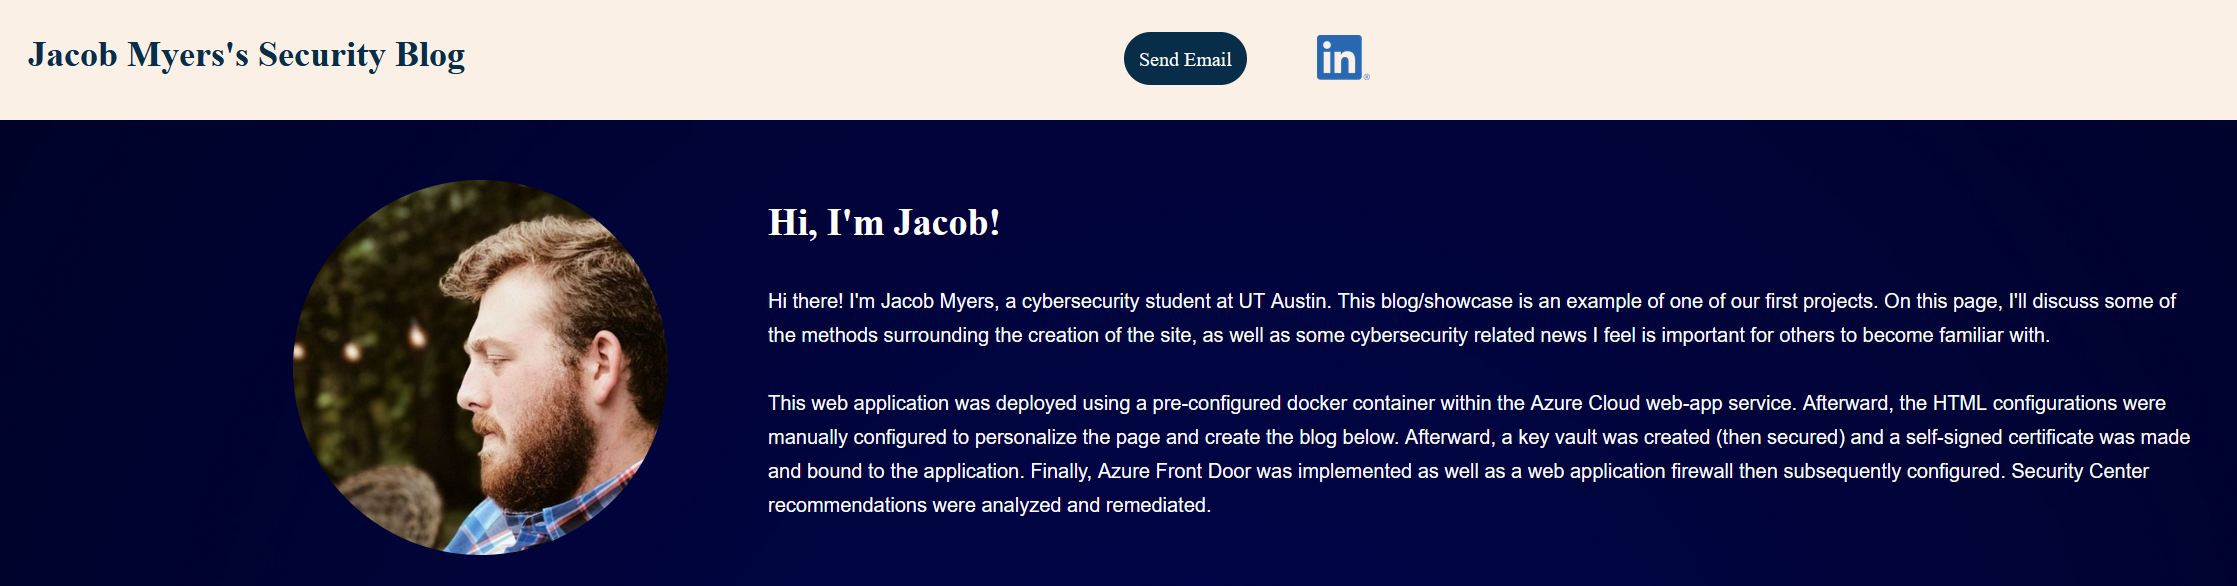 Jacob Myers's Security Blog
Send Email
in
Hi, I'm Jacob!
Hi there! I'm Jacob Myers, a cybersecurity student at UT Austin. This blog/showcase is an example of one of our first projects. On this page, I'll discuss some of
the methods surrounding the creation of the site, as well as some cybersecurity related news I feel is important for others to become familiar with.
This web application was deployed using a pre-configured docker container within the Azure Cloud web-app service. Afterward, the HTML configurations were
manually configured to personalize the page and create the blog below. Afterward, a key vault was created (then secured) and a self-signed certificate was made
and bound to the application. Finally, Azure Front Door was implemented as well as a web application firewall then subsequently configured. Security Center
recommendations were analyzed and remediated.